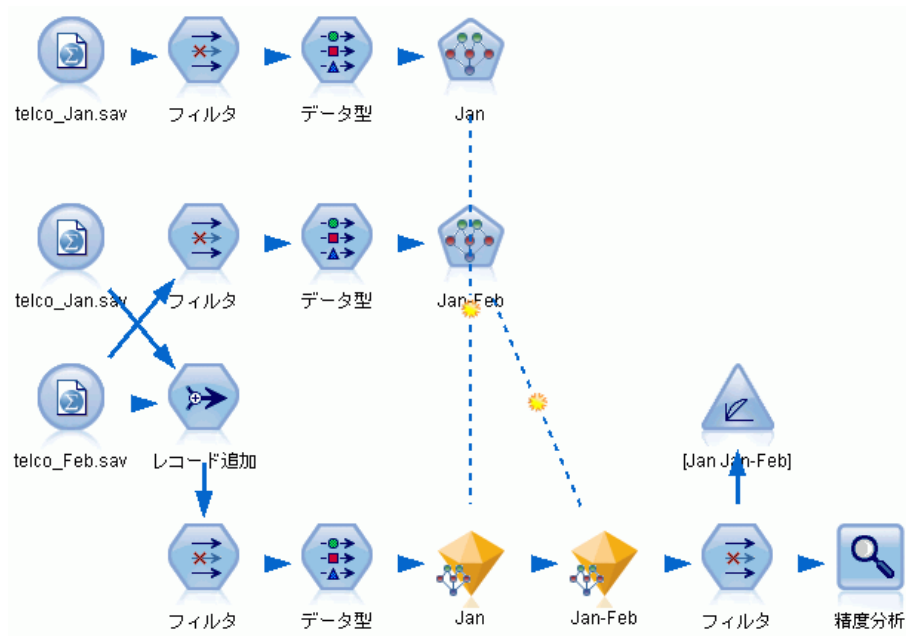 telco_Jan.sav フィルタ データ型 Jan
telco_Jan.sav フィルタ データ型 Jan-Feb
telco_Feb.sav レコード追加 [Jan Jan-Feb]
フィルタ データ型 Jan Jan-Feb フィルタ 精度分析